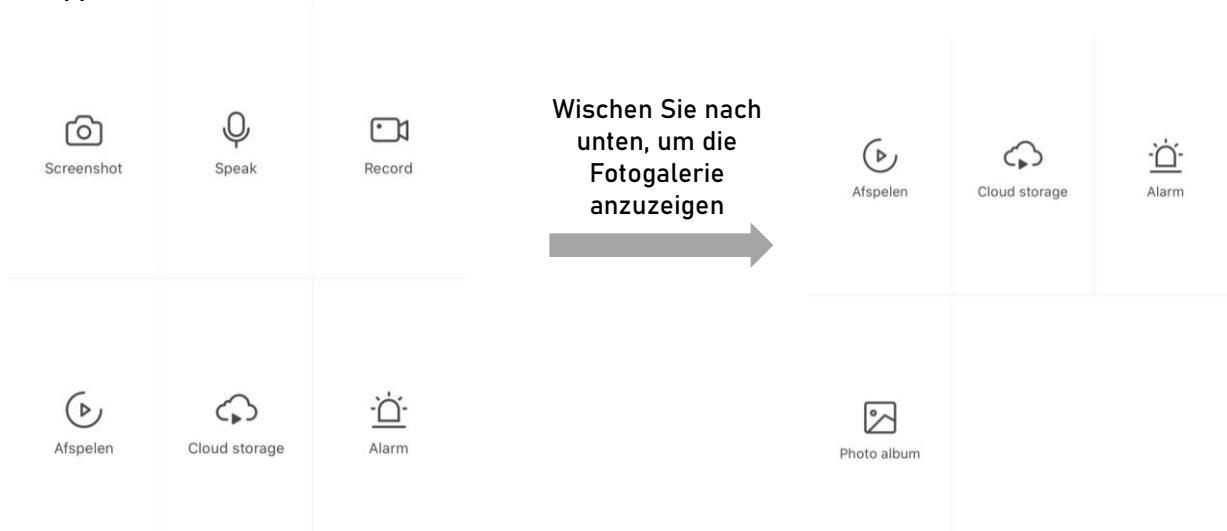 Screenshot
Speak
Record
Afspelen
Cloud storage
Alarm
Wischen Sie nach
unten, um die
Fotogalerie
anzuzeigen
Afspelen
Cloud storage
Alarm
Photo album